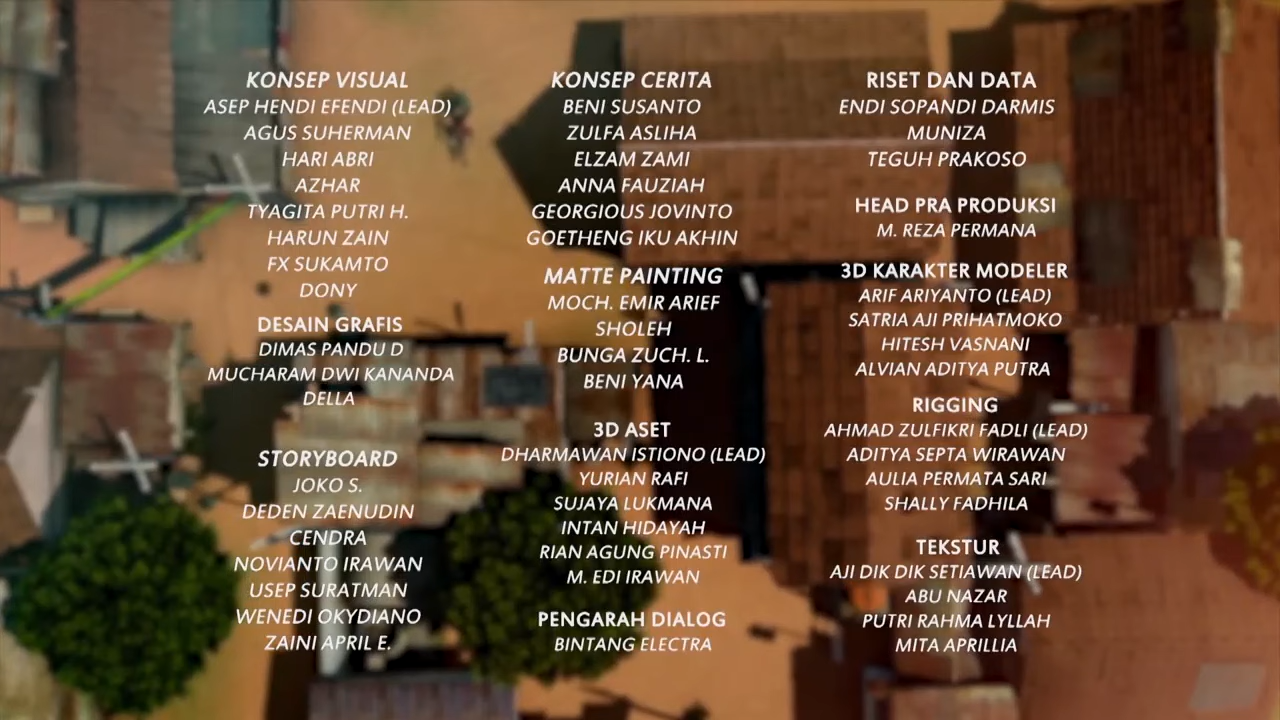 KONSEP VISUAL
ASEP HENDI EFENDI (LEAD)
AGUS SUHERMAN
HARI ABRI
AZHAR
TYAGITA PUTRI H.
HARUN ZAIN
FX SUKAMTO
DONY
DESAIN GRAFIS
DIMAS PANDU D
MUCHARAM DWI KANANDA
DELLA
STORYBOARD
JOKO S.
DEDEN ZAENUDIN
CENDRA
NOVIANTO IRAWAN
USEP SURATMAN
WENEDI OKYDIANO
ZAINI APRIL E.
KONSEP CERITA
BENI SUSANTO
ZULFA ASLIHA
ELZAM ZAMI
ANNA FAUZIAH
GEORGIOUS JOVINTO
GOETHENG IKU AKHIN
MATTE PAINTING
MOCH. EMIR ARIEF
SHOLEH
BUNGA ZUCH. L.
BENI YANA
3D ASET
DHARMAWAN ISTIONO (LEAD)
YURIAN RAFI
SUJAYA LUKMANA
INTAN HIDAYAH
RIAN AGUNG PINASTI
M. EDI IRAWAN
PENGARAH DIALOG
BINTANG ELECTRA
RISET DAN DATA
ENDI SOPANDI DARMIS
MUNIZA
TEGUH PRAKOSO
HEAD PRA PRODUKSI
M. REZA PERMANA
3D KARAKTER MODELER
ARIF ARIYANTO (LEAD)
SATRIA AJI PRIHATMOKO
HITESH VASNANI
ALVIAN ADITYA PUTRA
RIGGING
AHMAD ZULFIKRI FADLI (LEAD)
ADITYA SEPTA WIRAWAN
AULIA PERMATA SARI
SHALLY FADHILA
TEKSTUR
AJI DIK DIK SETIAWAN (LEAD)
ABU NAZAR
PUTRI RAHMA LYLLAH
MITA APRILLIA